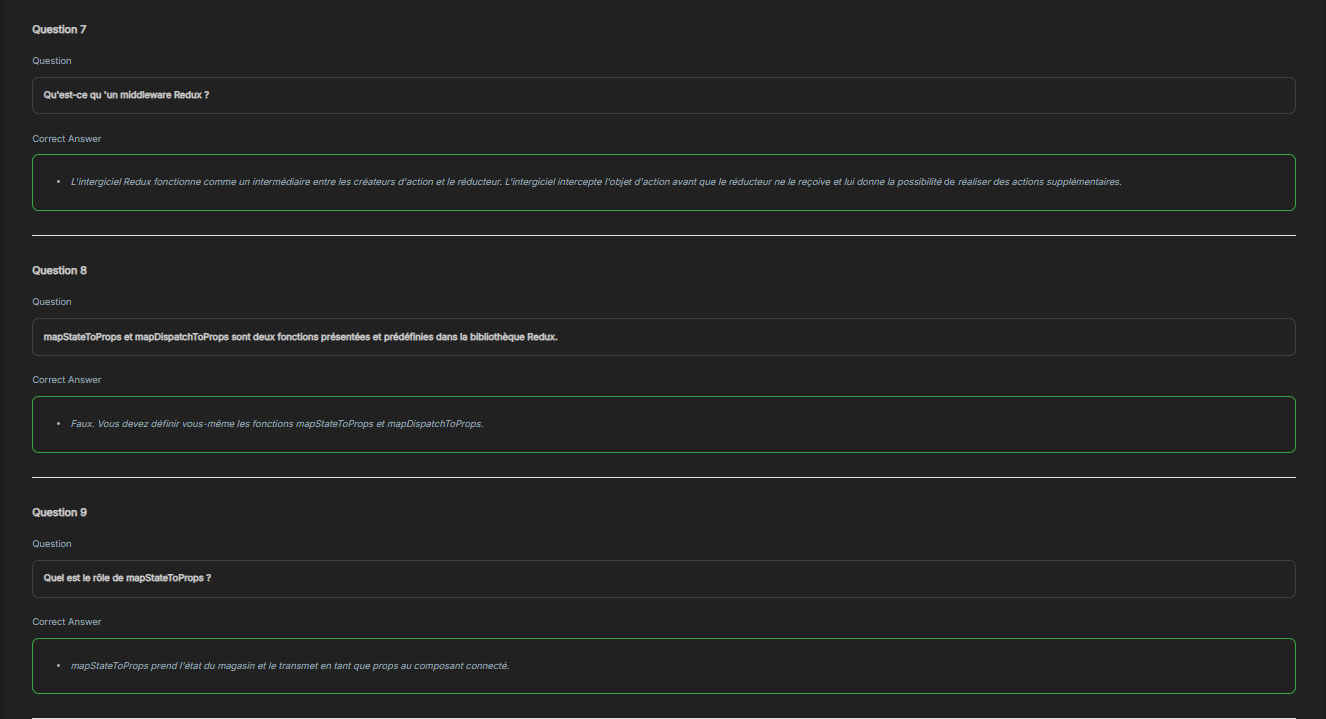 Question 7
Question
Qu'est-ce qu 'un middleware Redux ?
Correct Answer
• L'intergiciel Redux fonctionne comme un intermédiaire entre les créateurs d'action et le réducteur. L'intergiciel intercepte l'objet d'action avant que le réducteur ne le reçoive et lui donne la possibilité de réaliser des actions supplémentaires.
Question 8
Question
mapStateToProps et mapDispatchToProps sont deux fonctions présentées et prédéfinies dans la bibliothèque Redux.
Correct Answer
• Faux. Vous devez définir vous-même les fonctions mapStateToProps et mapDispatchToProps.
Question 9
Question
Quel est le rôle de mapStateToProps ?
Correct Answer
• mapStateToProps prend l'état du magasin et le transmet en tant que props au composant connecté.